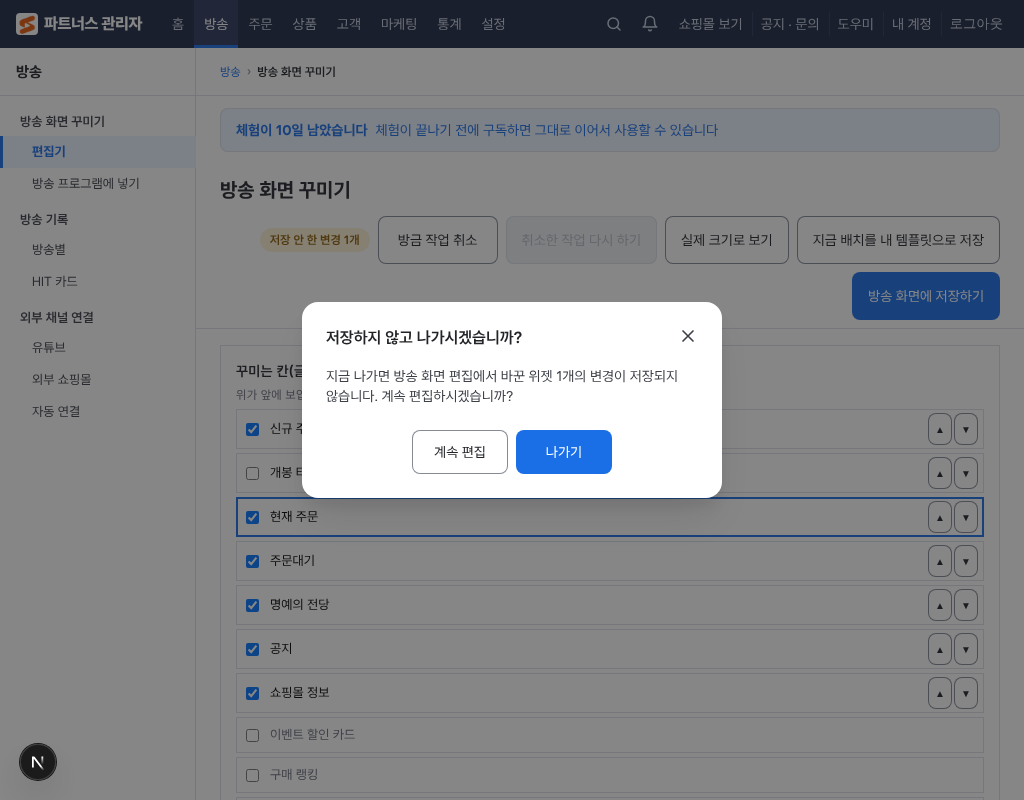 파트너스 관리자 홈 방송 주문 상품 고객 마케팅 통계 설정 쇼핑몰 보기 공지 · 문의 도우미 내 계정 로그아웃
방송
방송 › 방송 화면 꾸미기
방송 화면 꾸미기
편집기
방송 프로그램에 넣기
방송 기록
방송별
HIT 카드
외부 채널 연결
유튜브
외부 쇼핑몰
자동 연결
체험이 10일 남았습니다 체험이 끝나기 전에 구독하면 그대로 이어서 사용할 수 있습니다
방송 화면 꾸미기
저장 안 한 변경 1개 방금 작업 취소 취소한 작업 다시 하기 실제 크기로 보기 지금 배치를 내 템플릿으로 저장
방송 화면에 저장하기
저장하지 않고 나가시겠습니까?
지금 나가면 방송 화면 편집에서 바꾼 위젯 1개의 변경이 저장되지
않습니다. 계속 편집하시겠습니까?
계속 편집 나가기
꾸미는 칸(글
위가 앞에 보입
신규 주 ▲ ▼
개봉 ▲ ▼
현재 주문 ▲ ▼
주문대기 ▲ ▼
명예의 전당 ▲ ▼
공지 ▲ ▼
쇼핑몰 정보 ▲ ▼
이벤트 할인 카드
구매 랭킹
N